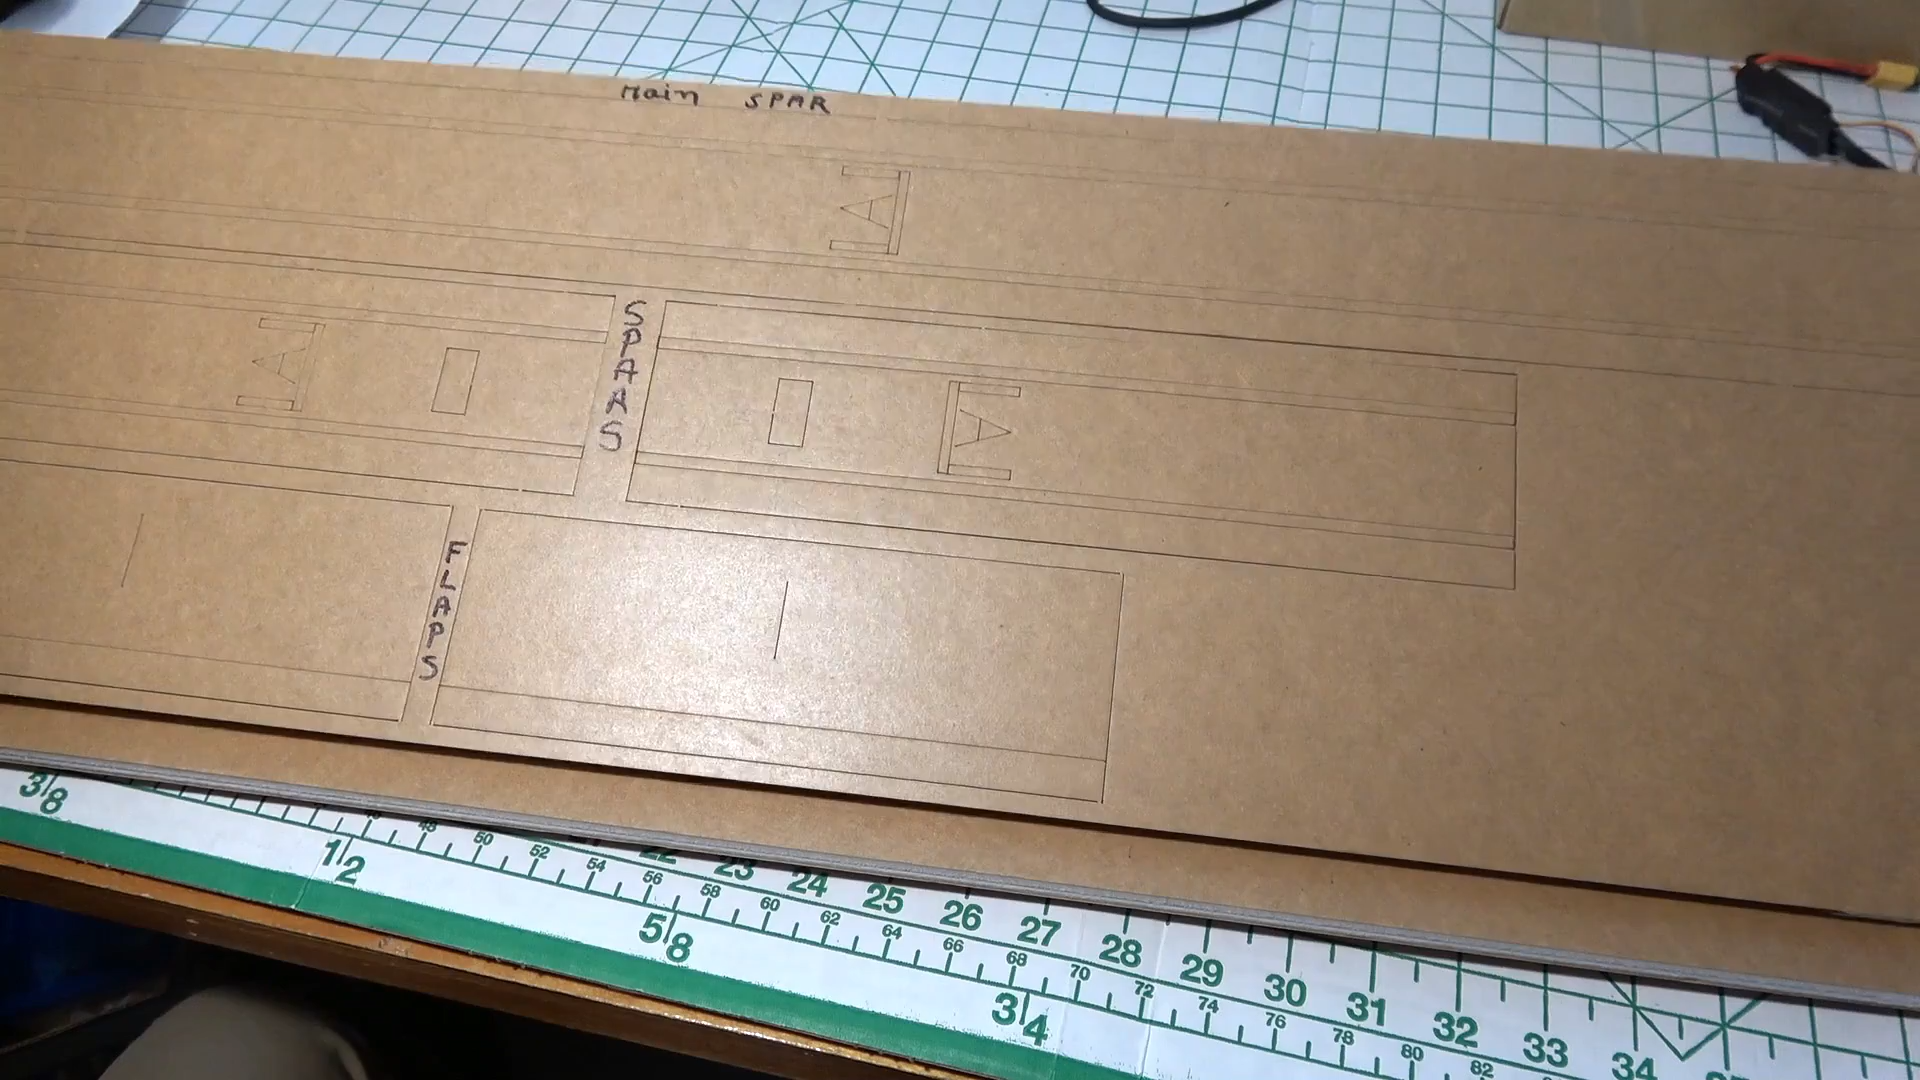 Main SPAR
SPAAS
FLAPS
3/8
1/2
5/8
3/4
22 23 24 25 26 27 28 29 30 31 32 33 34
48 50 52 54 56 58 60 62 64 66 68 70 72 74 76 78 80 82